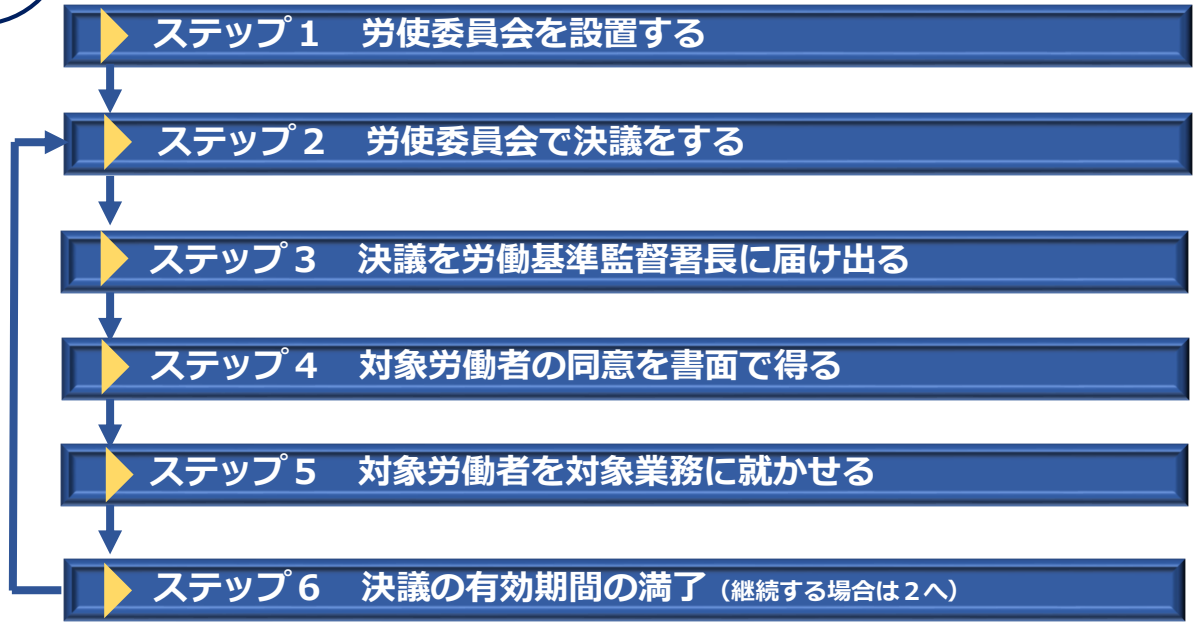 ステップ１　労使委員会を設置する
ステップ２　労使委員会で決議をする
ステップ３　決議を労働基準監督署長に届け出る
ステップ４　対象労働者の同意を書面で得る
ステップ５　対象労働者を対象業務に就かせる
ステップ６　決議の有効期間の満了（継続する場合は２へ）